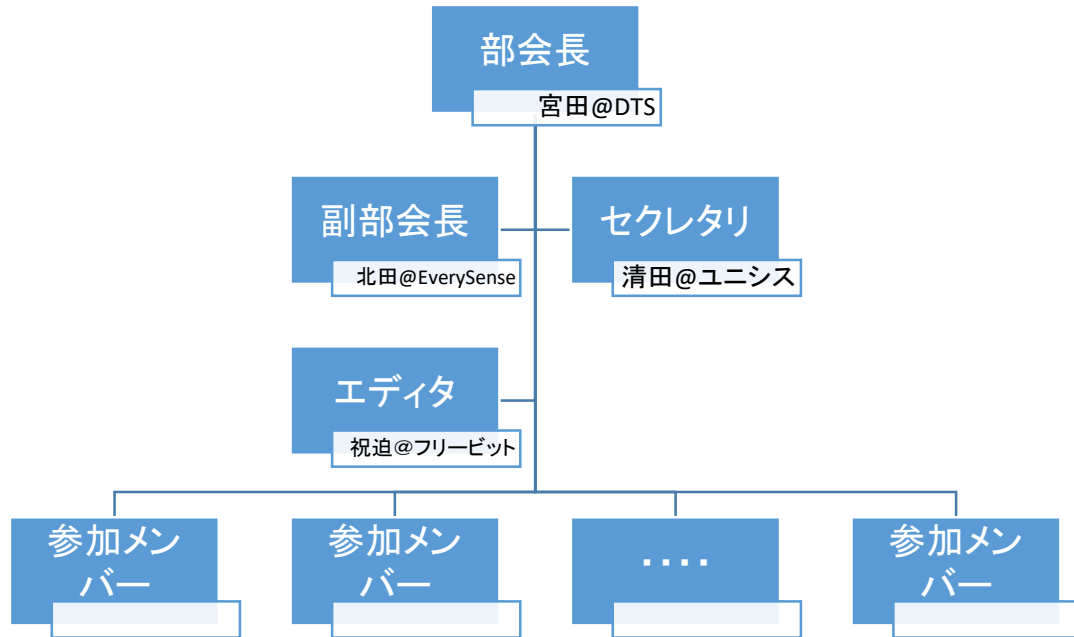 部会長
宮田@DTS
副部会長
北田@EverySense
セクレタリ
清田@ユニシス
エディタ
祝迫＠フリービット
参加メン
バー
参加メン
バー
････
参加メン
バー